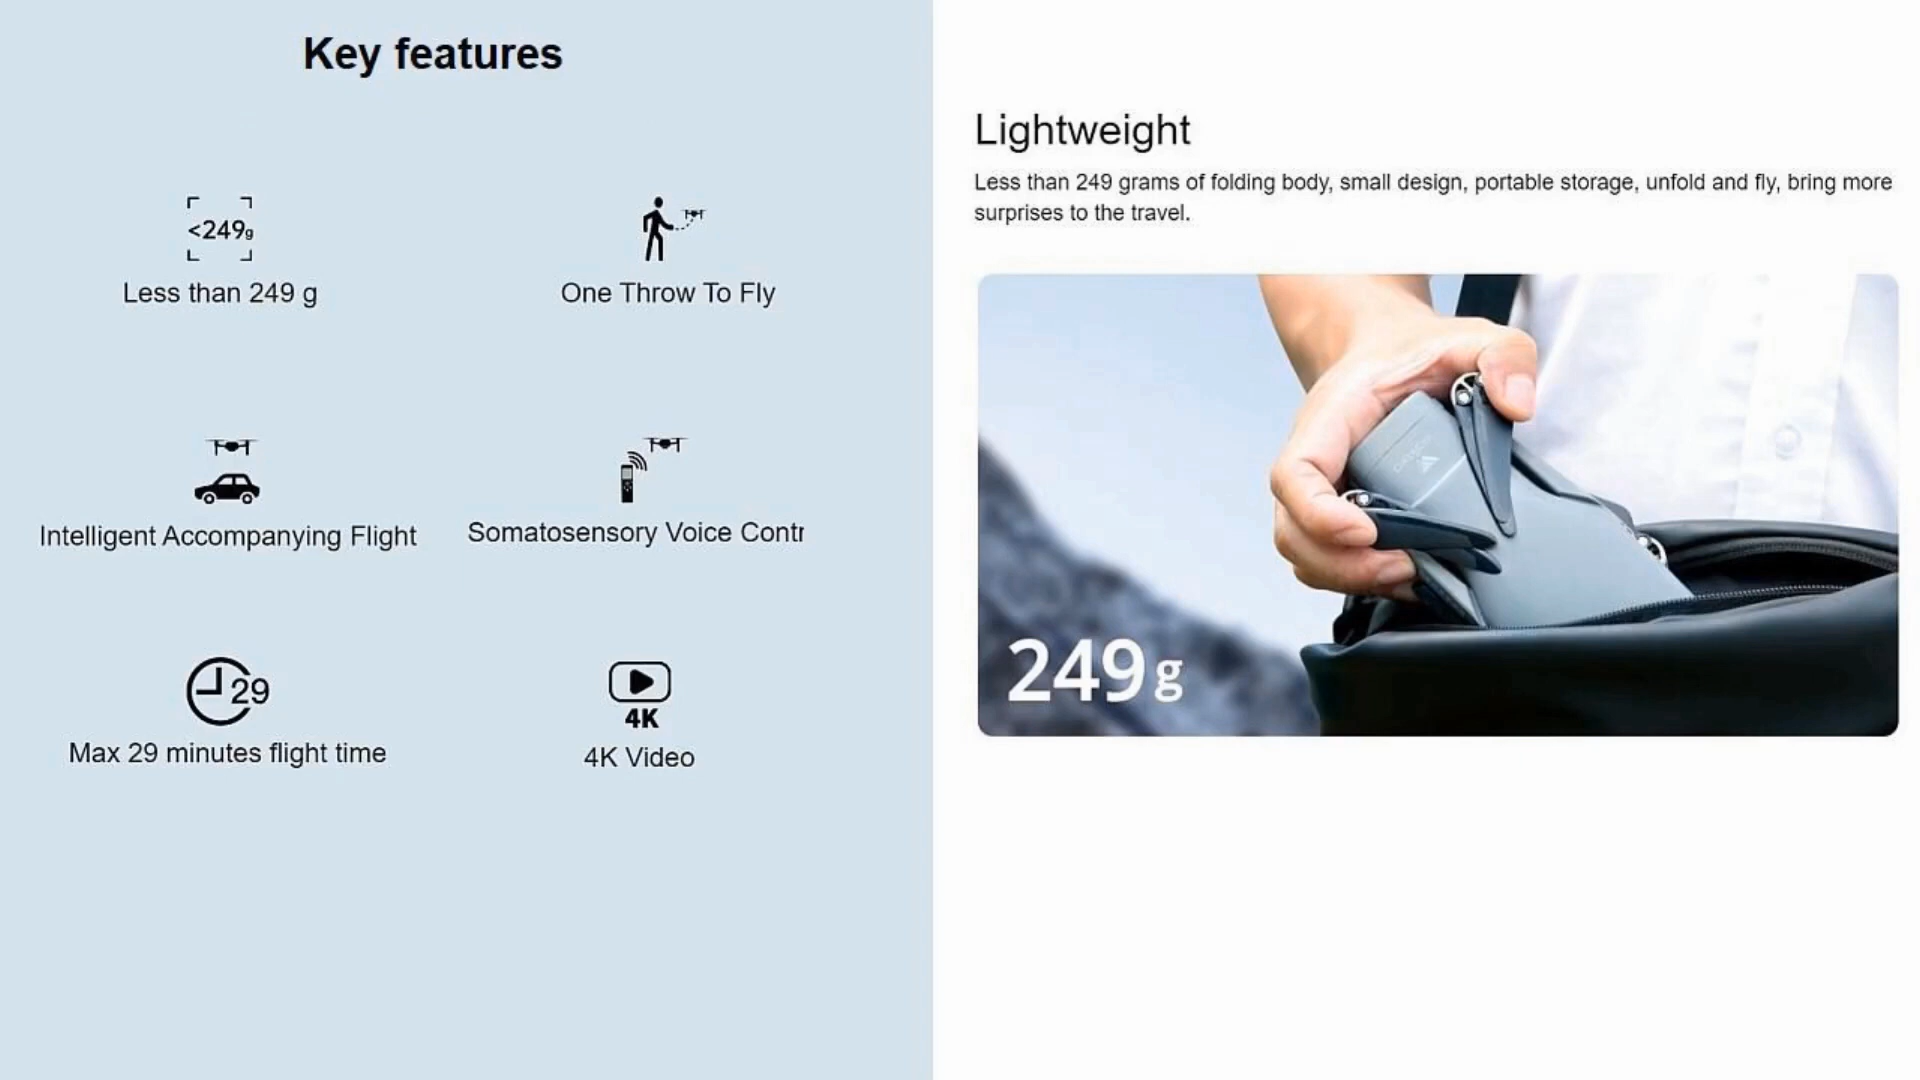 Key features
<249g
Less than 249 g
One Throw To Fly
Intelligent Accompanying Flight
Somatosensory Voice Contr
29
Max 29 minutes flight time
4K
4K Video
Lightweight
Less than 249 grams of folding body, small design, portable storage, unfold and fly, bring more
surprises to the travel.
249g